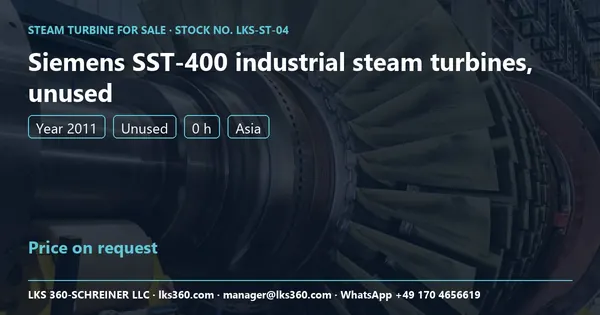 STEAM TURBINE FOR SALE · STOCK NO. LKS-ST-04
Siemens SST-400 industrial steam turbines,
unused
Year 2011 Unused 0 h Asia
Price on request
LKS 360-SCHREINER LLC · lks360.com · manager@lks360.com · WhatsApp +49 170 4656619